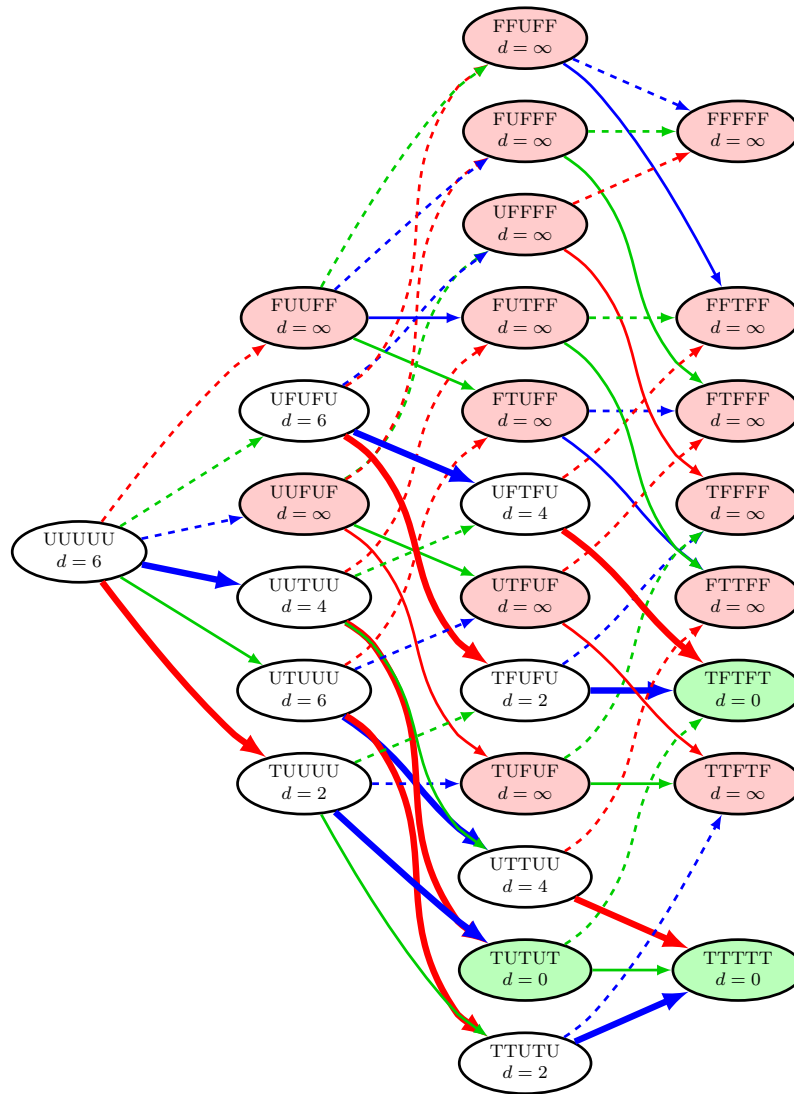 FFUFF
d = ∞
FUFFF
d = ∞
FFFFF
d = ∞
UFFFF
d = ∞
FUUFF
d = ∞
FUTFF
d = ∞
FFTFF
d = ∞
UFUFU
d = 6
FTUFF
d = ∞
FTFFF
d = ∞
UUFUF
d = ∞
UFTFU
d = 4
TFFFF
d = ∞
UUUUU
d = 6
UUTUU
d = 4
UTFUF
d = ∞
FTTFF
d = ∞
UTUUU
d = 6
TFUFU
d = 2
TFTFT
d = 0
TUUUU
d = 2
TUFUF
d = ∞
TTFTF
d = ∞
UTTUU
d = 4
TUTUT
d = 0
TTTTT
d = 0
TTUTU
d = 2